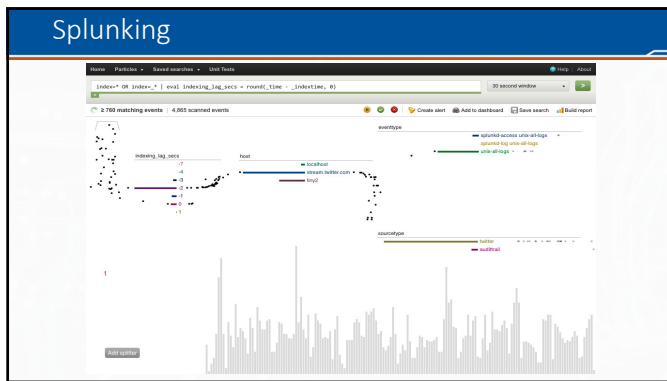 Splunking
Home Particles Saved searches Unit Tests Help | About
index=* OR index=_* | eval indexing_lag_secs = round(_time - _indextime, 0)
30 second window
≥ 760 matching events | 4,865 scanned events
Create alert Add to dashboard Save search Build report
eventtype
splunkd-access unix-all-logs
splunkd-log unix-all-logs
unix-all-logs
indexing_lag_secs
-7
-4
-3
-2
-1
0
1
host
localhost
stream.twitter.com
tiny2
sourcetype
twitter
audittrail
1
Add splitter